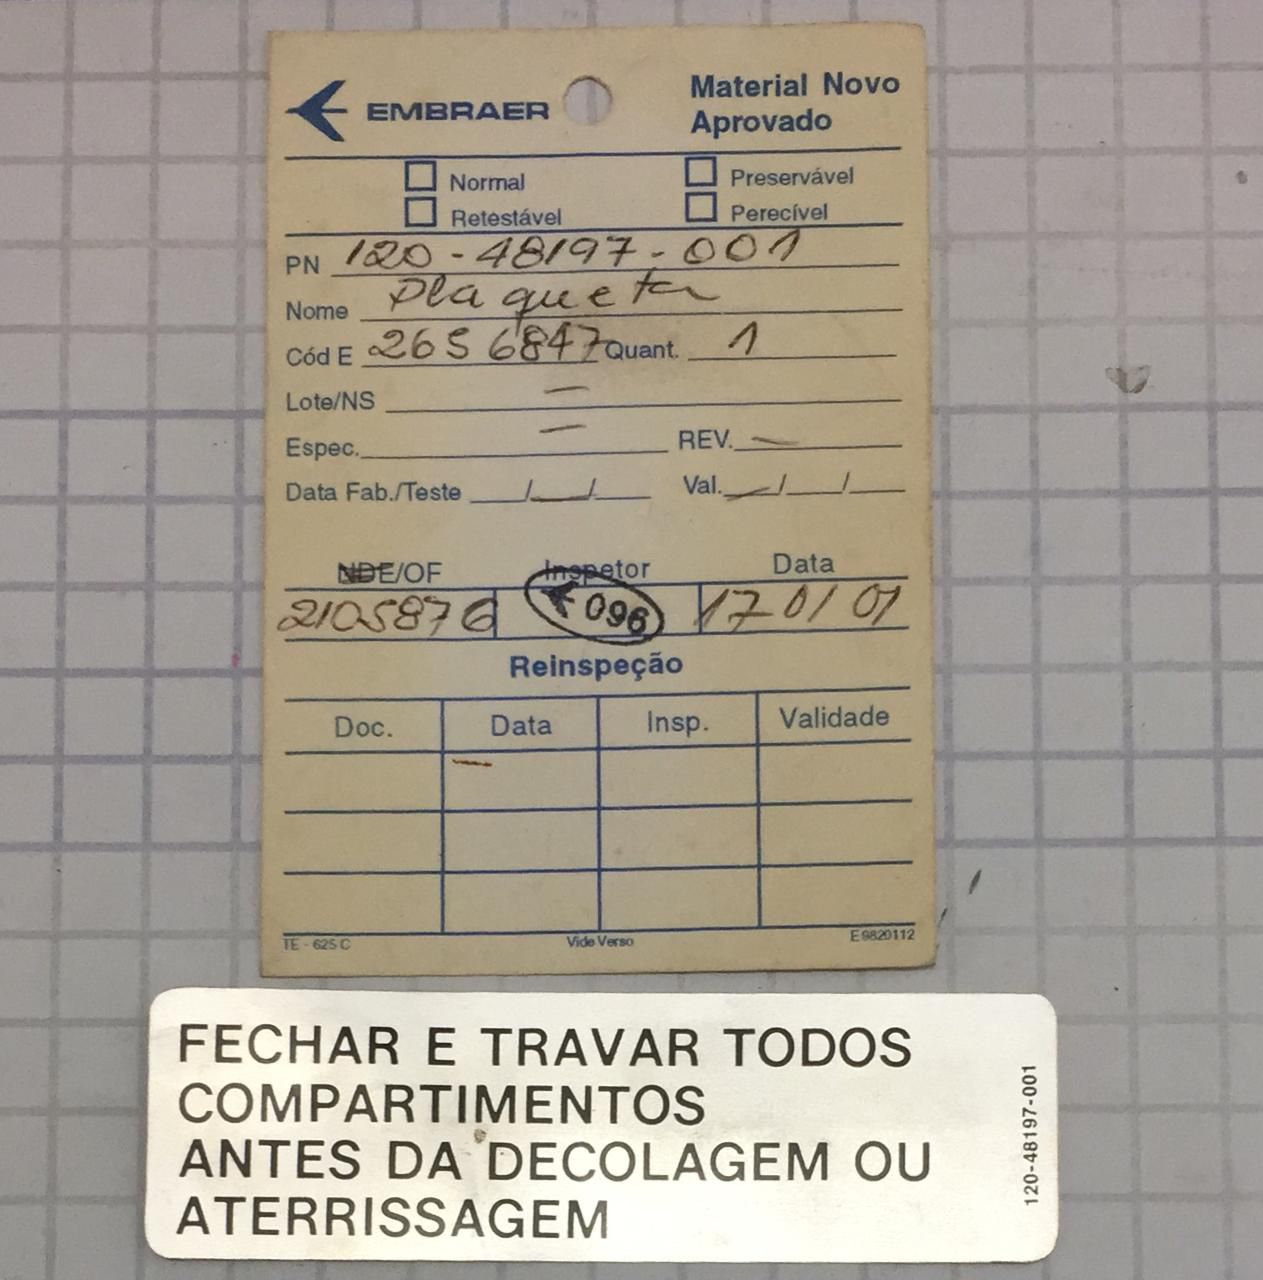 EMBRAER
Material Novo
Aprovado
Normal Preservável
Retestável Perecível
PN 120-48197-001
Nome Plaqueta
Cód E 2656847 Quant. 1
Lote/NS —
Espec. — REV. —
Data Fab./Teste / / Val. — / /
NDE/OF Inspetor Data
2105876 096 17 01 01
Reinspeção
Doc. Data Insp. Validade
—
TE - 625 C Vide Verso E9820112
FECHAR E TRAVAR TODOS
COMPARTIMENTOS
ANTES DA DECOLAGEM OU
ATERRISSAGEM
120-48197-001